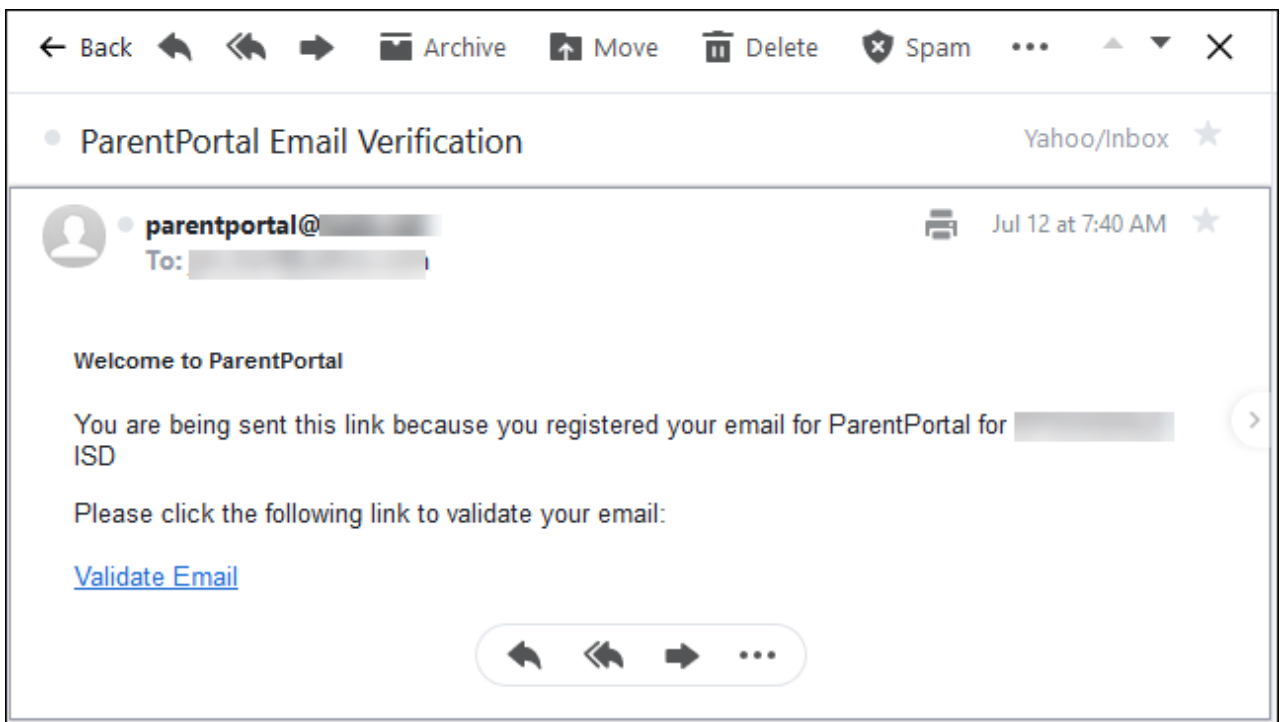 Back Archive Move Delete Spam
ParentPortal Email Verification Yahoo/Inbox
parentportal@ Jul 12 at 7:40 AM
To:
Welcome to ParentPortal
You are being sent this link because you registered your email for ParentPortal for
ISD
Please click the following link to validate your email:
Validate Email